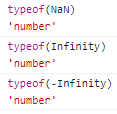 typeof(NaN)
'number'
typeof(Infinity)
'number'
typeof(-Infinity)
'number'